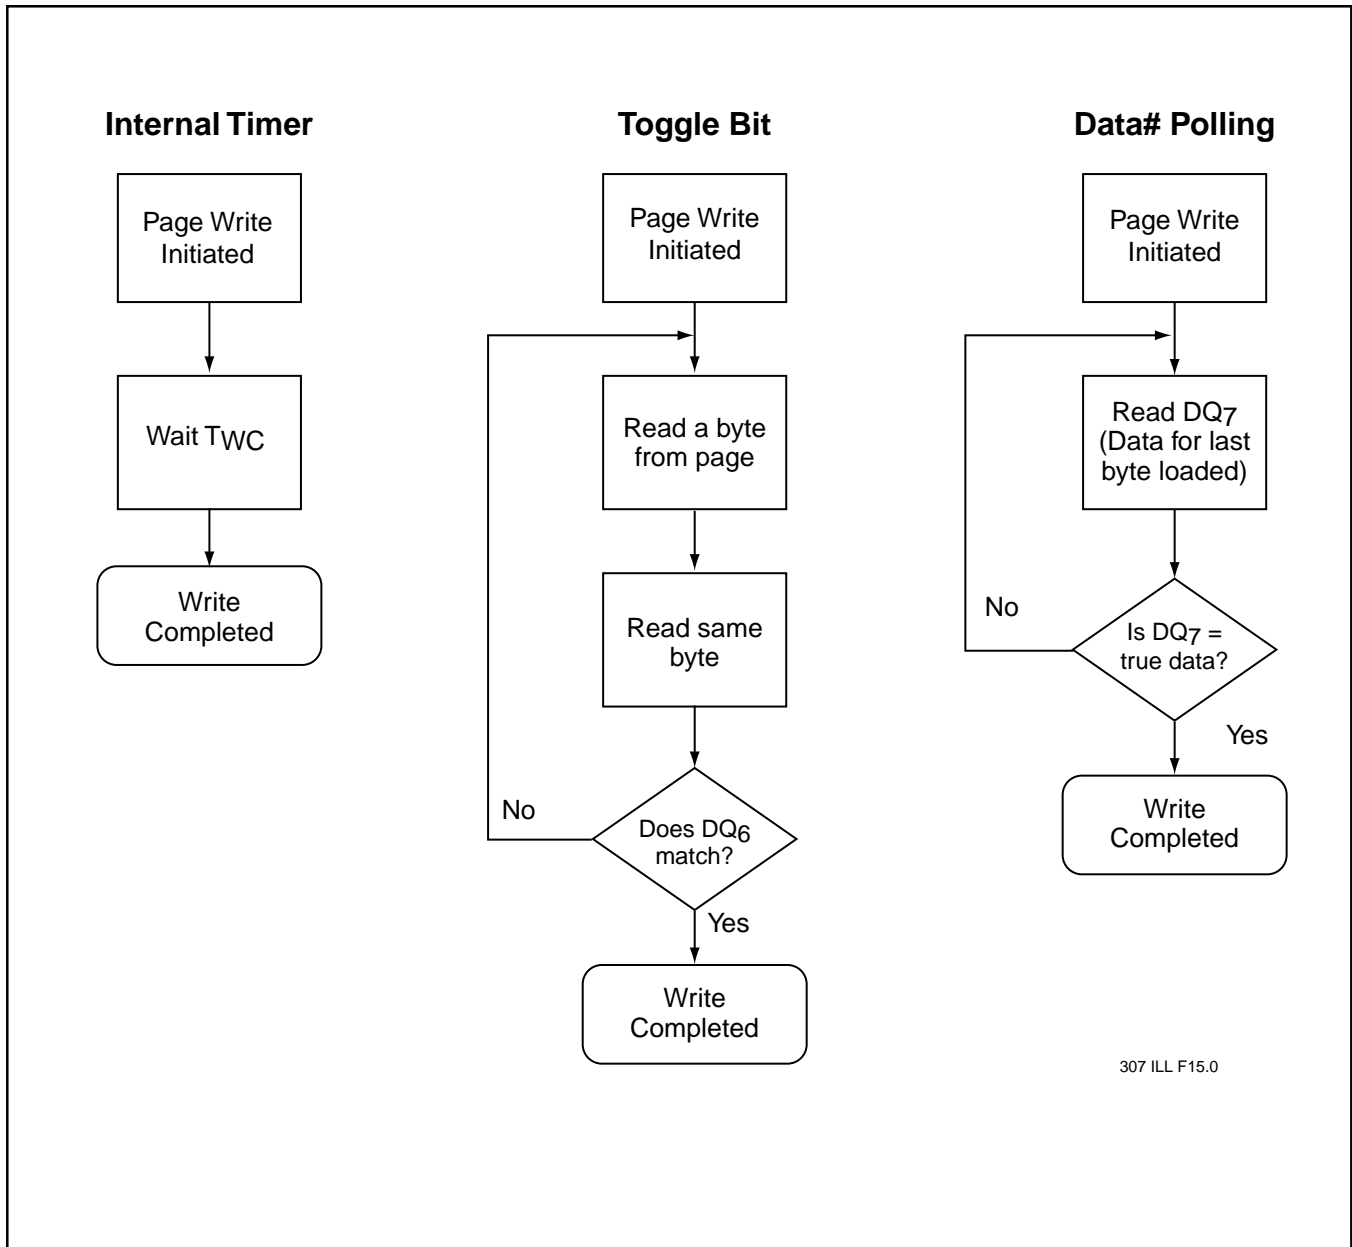 Internal Timer
Page Write
Initiated
Wait TWC
Write
Completed
Toggle Bit
Page Write
Initiated
Read a byte
from page
Read same
byte
No
Does DQ6
match?
Yes
Write
Completed
Data# Polling
Page Write
Initiated
Read DQ7
(Data for last
byte loaded)
No
Is DQ7 =
true data?
Yes
Write
Completed
307 ILL F15.0